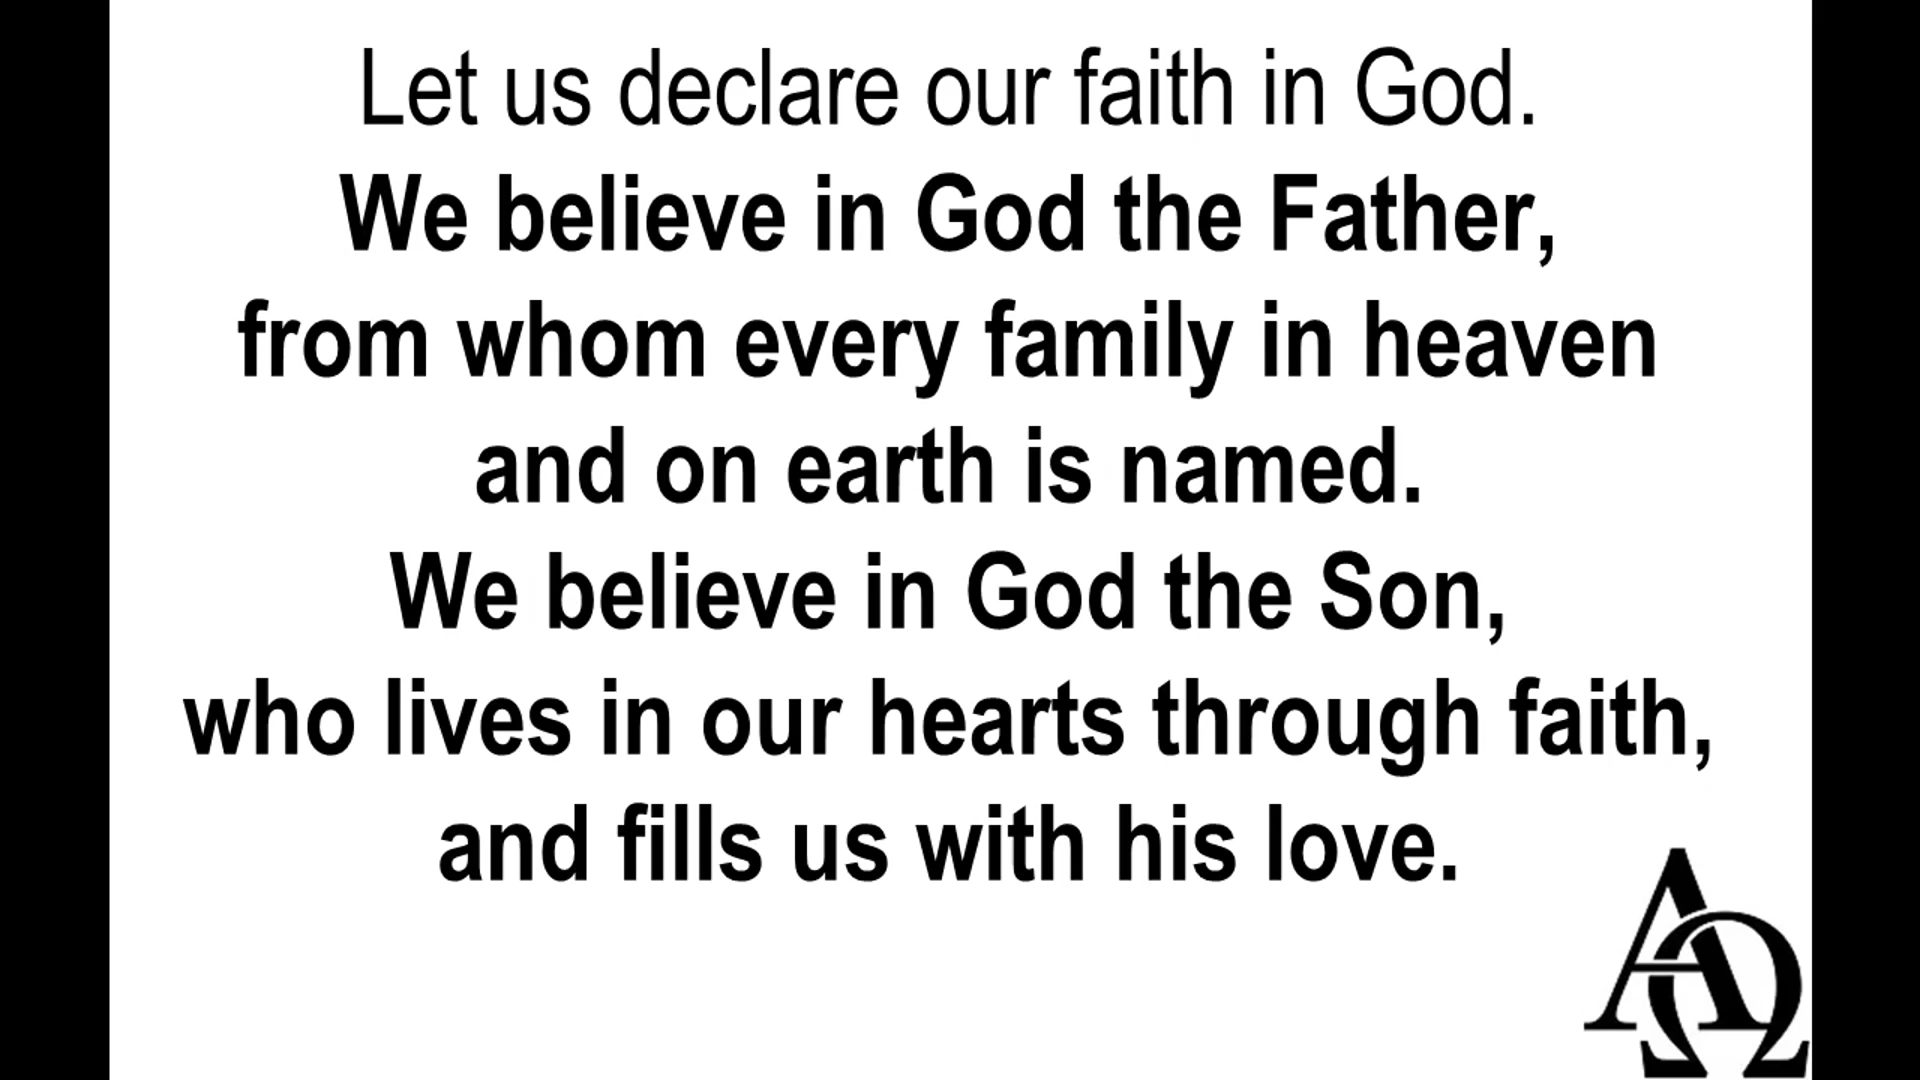 Let us declare our faith in God.
We believe in God the Father,
from whom every family in heaven
and on earth is named.
We believe in God the Son,
who lives in our hearts through faith,
and fills us with his love.
ΑΩ